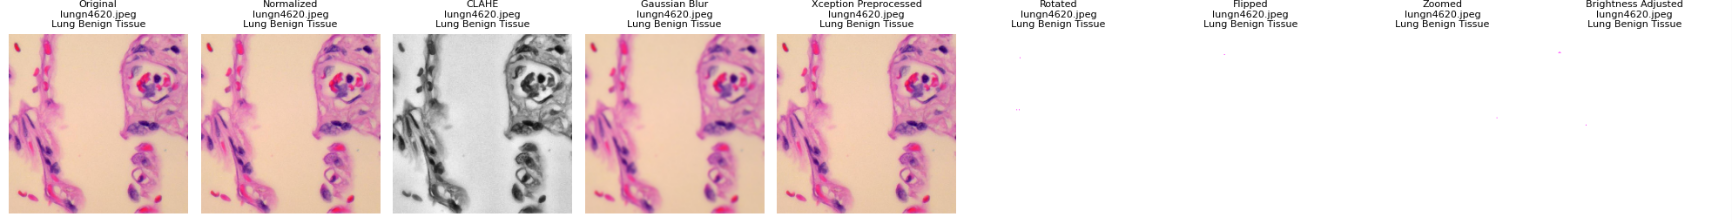 Original
lungn4620.jpeg
Lung Benign Tissue
Normalized
lungn4620.jpeg
Lung Benign Tissue
CLAHE
lungn4620.jpeg
Lung Benign Tissue
Gaussian Blur
lungn4620.jpeg
Lung Benign Tissue
Xception Preprocessed
lungn4620.jpeg
Lung Benign Tissue
Rotated
lungn4620.jpeg
Lung Benign Tissue
Flipped
lungn4620.jpeg
Lung Benign Tissue
Zoomed
lungn4620.jpeg
Lung Benign Tissue
Brightness Adjusted
lungn4620.jpeg
Lung Benign Tissue